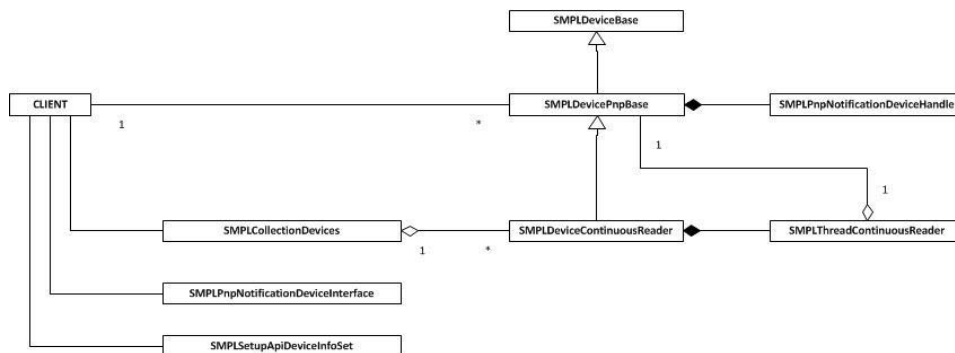 SMPLDeviceBase
CLIENT
SMPLDevicePnpBase
SMPLPnpNotificationDeviceHandle
1
*
1
1
SMPLCollectionDevices
SMPLDeviceContinuousReader
SMPLThreadContinuousReader
1
*
SMPLPnpNotificationDeviceInterface
SMPLSetupApiDeviceInfoSet